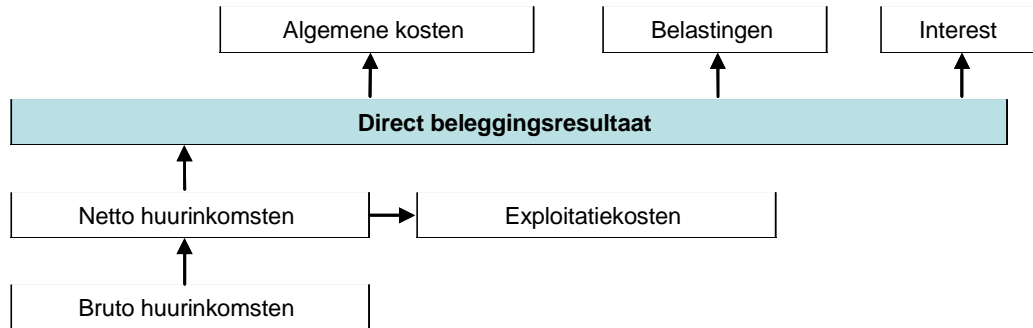 Algemene kosten
Belastingen
Interest
Direct beleggingsresultaat
Netto huurinkomsten
Exploitatiekosten
Bruto huurinkomsten